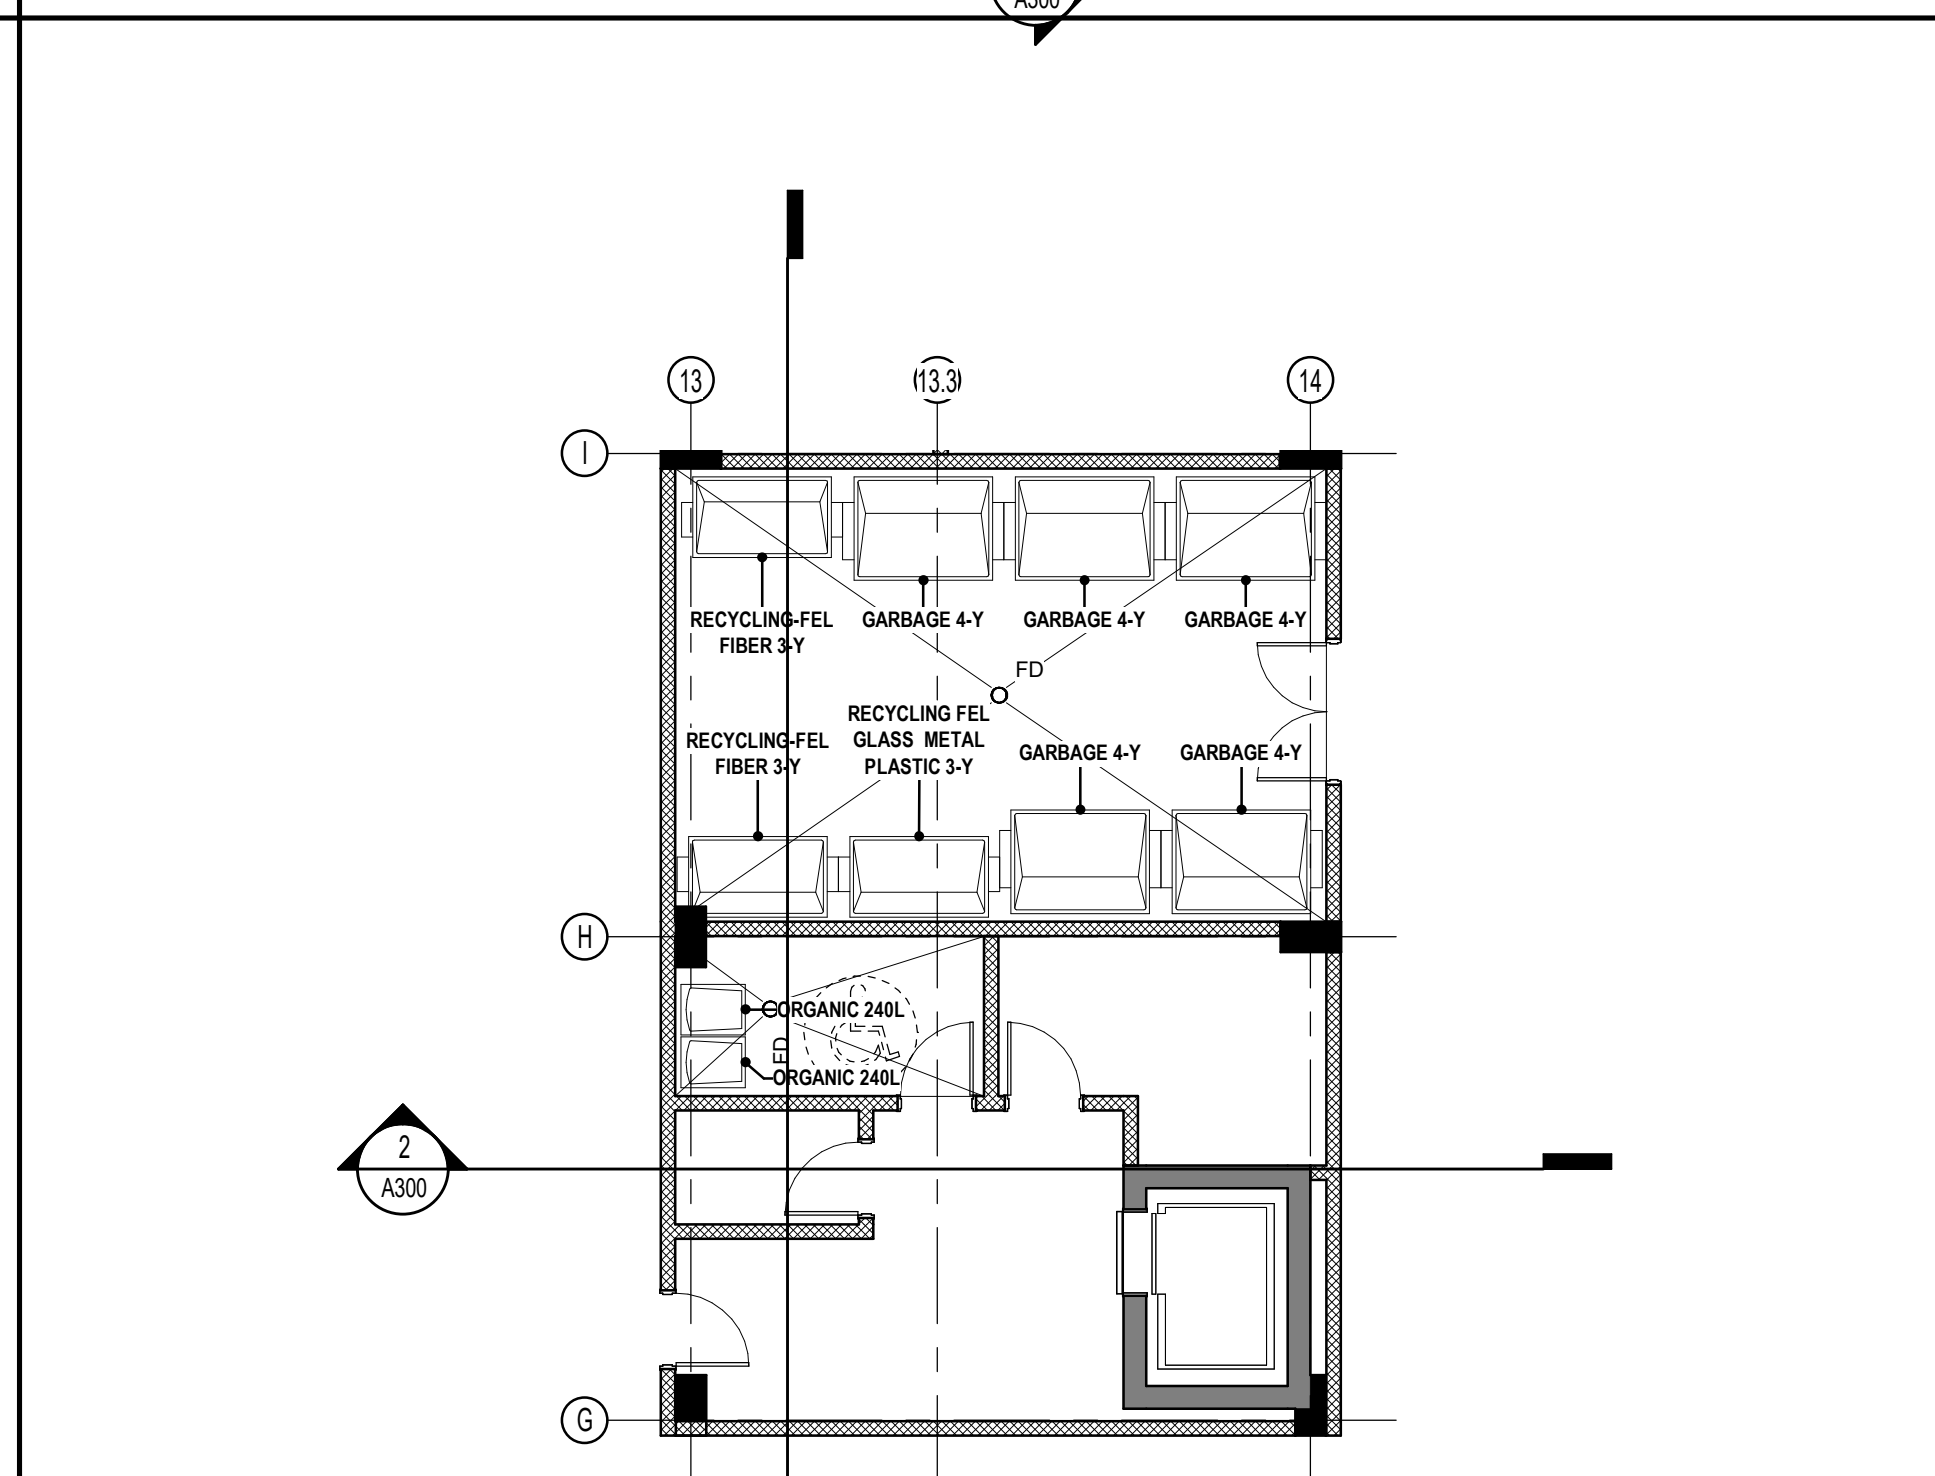 A300
13
13.3
14
I
RECYCLING-FEL
FIBER 3-Y
GARBAGE 4-Y
GARBAGE 4-Y
GARBAGE 4-Y
FD
RECYCLING-FEL
FIBER 3-Y
RECYCLING FEL
GLASS METAL
PLASTIC 3-Y
GARBAGE 4-Y
GARBAGE 4-Y
H
ORGANIC 240L
FD
ORGANIC 240L
2
A300
G